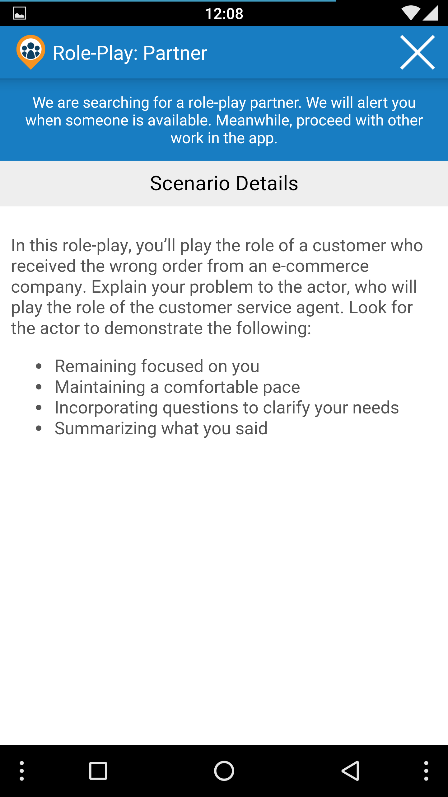 12:08
Role-Play: Partner
We are searching for a role-play partner. We will alert you
when someone is available. Meanwhile, proceed with other
work in the app.
Scenario Details
In this role-play, you’ll play the role of a customer who
received the wrong order from an e-commerce
company. Explain your problem to the actor, who will
play the role of the customer service agent. Look for
the actor to demonstrate the following:
• Remaining focused on you
• Maintaining a comfortable pace
• Incorporating questions to clarify your needs
• Summarizing what you said